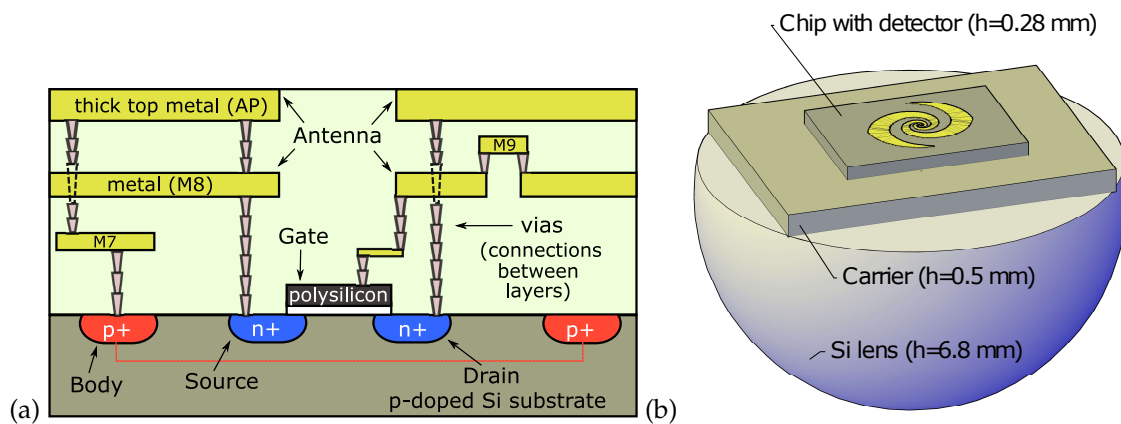 thick top metal (AP)
Antenna
M9
metal (M8)
M7
Gate
vias
(connections
between
layers)
polysilicon
p+
n+
n+
p+
Body
Source
Drain
p-doped Si substrate
(a)
Chip with detector (h=0.28 mm)
Carrier (h=0.5 mm)
Si lens (h=6.8 mm)
(b)